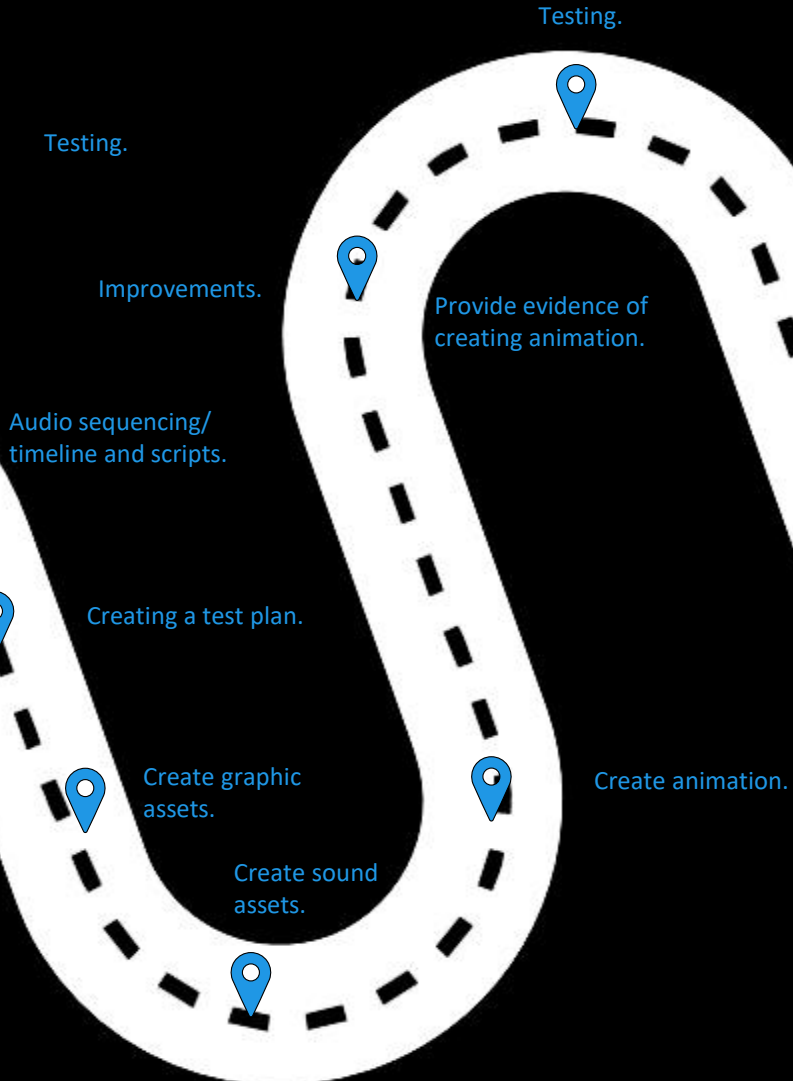 Testing.
Testing.
Improvements.
Provide evidence of
creating animation.
Audio sequencing/
timeline and scripts.
Creating a test plan.
Create graphic
assets.
Create animation.
Create sound
assets.